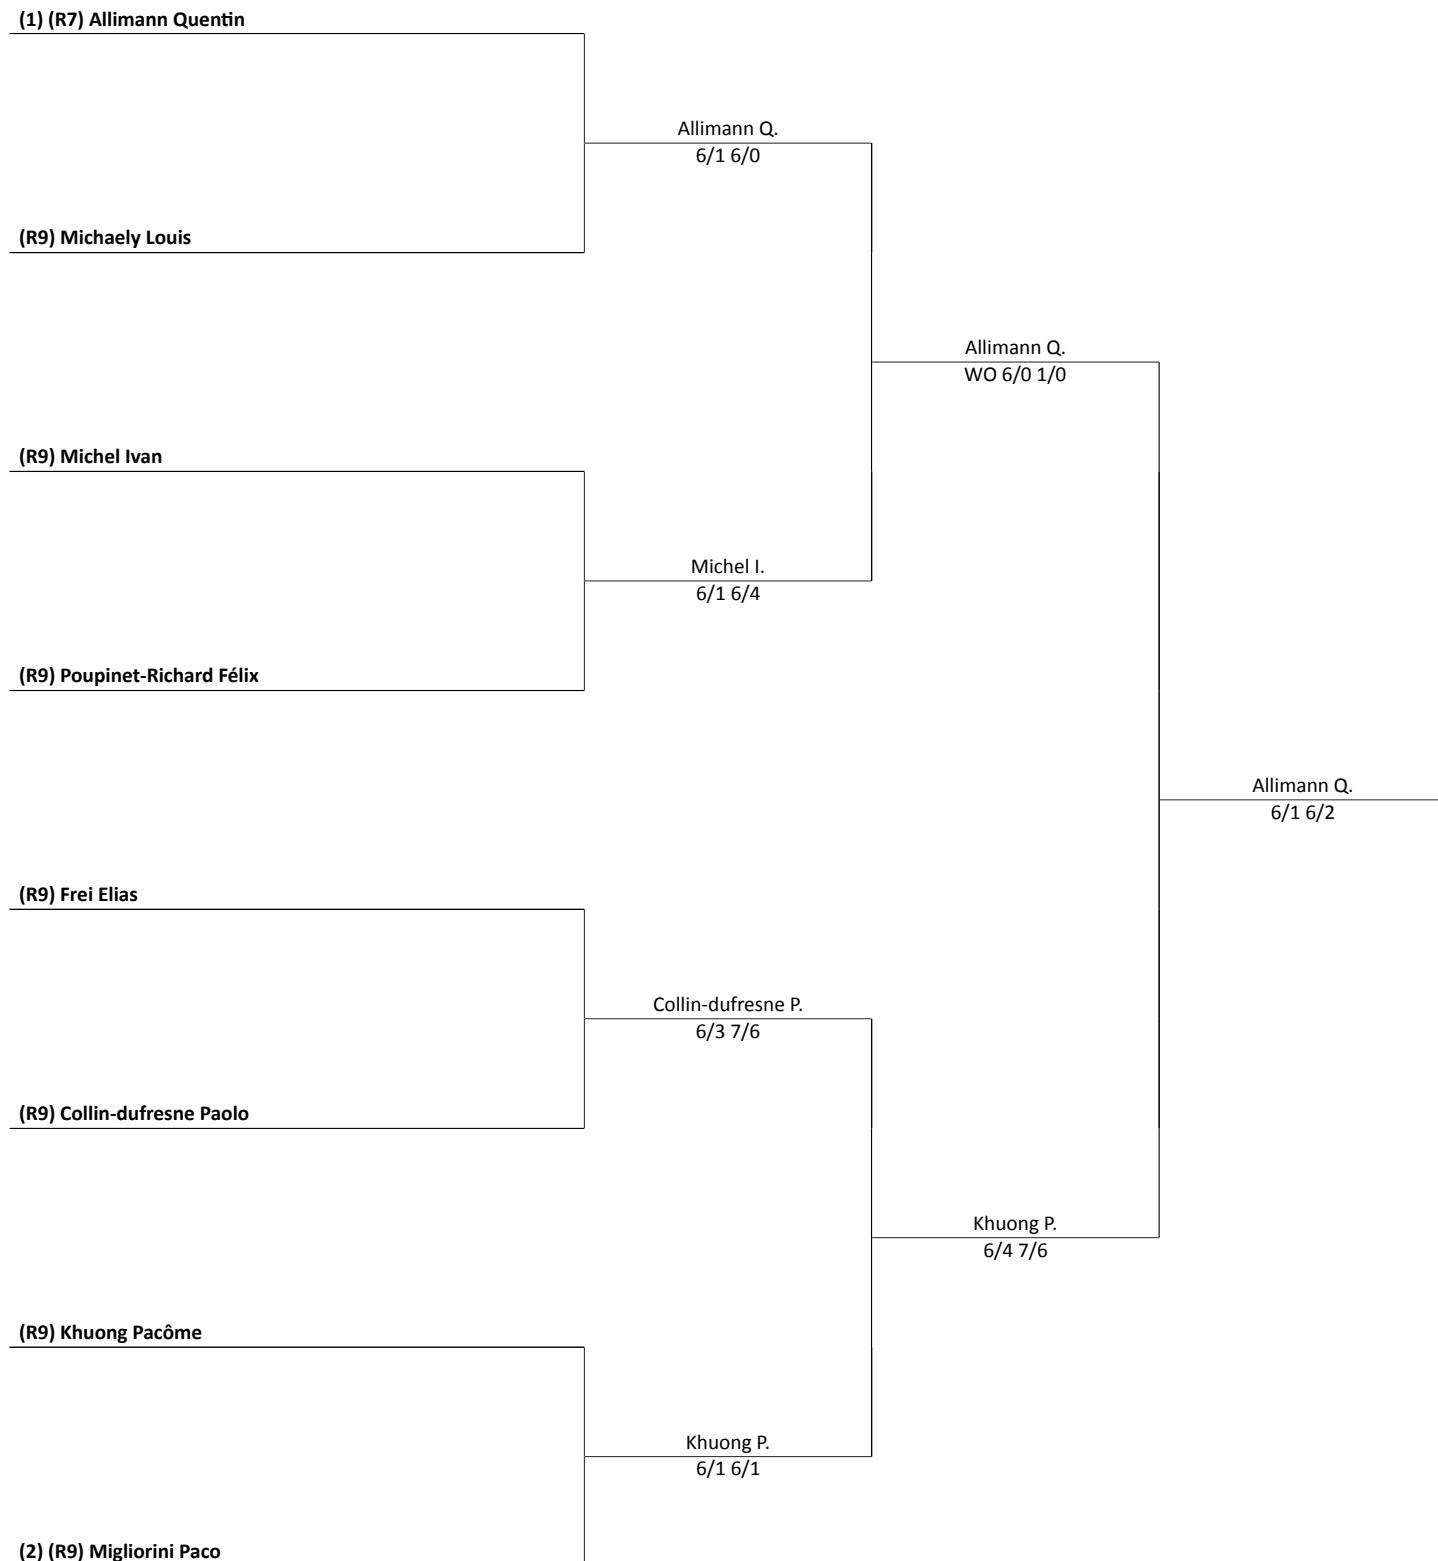 (1) (R7) Allimann Quentin
Allimann Q.
6/1 6/0
(R9) Michaely Louis
Allimann Q.
WO 6/0 1/0
(R9) Michel Ivan
Michel I.
6/1 6/4
(R9) Poupinet-Richard Félix
Allimann Q.
6/1 6/2
(R9) Frei Elias
Collin-dufresne P.
6/3 7/6
(R9) Collin-dufresne Paolo
Khuong P.
6/4 7/6
(R9) Khuong Pacôme
Khuong P.
6/1 6/1
(2) (R9) Migliorini Paco